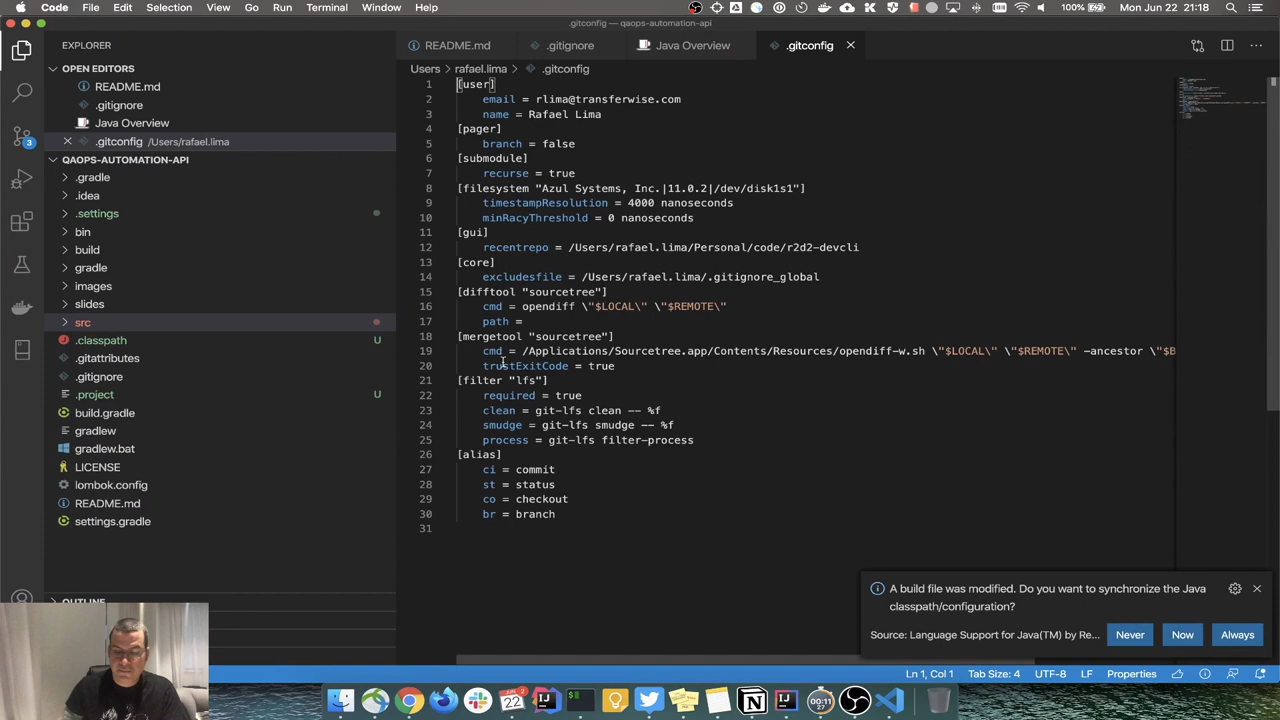 Code File Edit Selection View Go Run Terminal Window Help 100% Mon Jun 22 21:18
.gitconfig — qaops-automation-api
EXPLORER
README.md .gitignore Java Overview .gitconfig
OPEN EDITORS
README.md
.gitignore
Java Overview
.gitconfig /Users/rafael.lima
QAOPS-AUTOMATION-API
.gradle
.idea
.settings
bin
build
gradle
images
slides
src
.classpath U
.gitattributes
.gitignore
.project U
build.gradle
gradlew
gradlew.bat
LICENSE
lombok.config
README.md
settings.gradle
OUTLINE
3
Users > rafael.lima > .gitconfig
1 [user]
2 email = rlima@transferwise.com
3 name = Rafael Lima
4 [pager]
5 branch = false
6 [submodule]
7 recurse = true
8 [filesystem "Azul Systems, Inc.|11.0.2|/dev/disk1s1"]
9 timestampResolution = 4000 nanoseconds
10 minRacyThreshold = 0 nanoseconds
11 [gui]
12 recentrepo = /Users/rafael.lima/Personal/code/r2d2-devcli
13 [core]
14 excludesfile = /Users/rafael.lima/.gitignore_global
15 [difftool "sourcetree"]
16 cmd = opendiff \"$LOCAL\" \"$REMOTE\"
17 path =
18 [mergetool "sourcetree"]
19 cmd = /Applications/Sourcetree.app/Contents/Resources/opendiff-w.sh \"$LOCAL\" \"$REMOTE\" -ancestor \"$B
20 trustExitCode = true
21 [filter "lfs"]
22 required = true
23 clean = git-lfs clean -- %f
24 smudge = git-lfs smudge -- %f
25 process = git-lfs filter-process
26 [alias]
27 ci = commit
28 st = status
29 co = checkout
30 br = branch
31
A build file was modified. Do you want to synchronize the Java
classpath/configuration?
Source: Language Support for Java(TM) by Re... Never Now Always
Ln 1, Col 1 Tab Size: 4 UTF-8 LF Properties
JUN 22 2 00:11